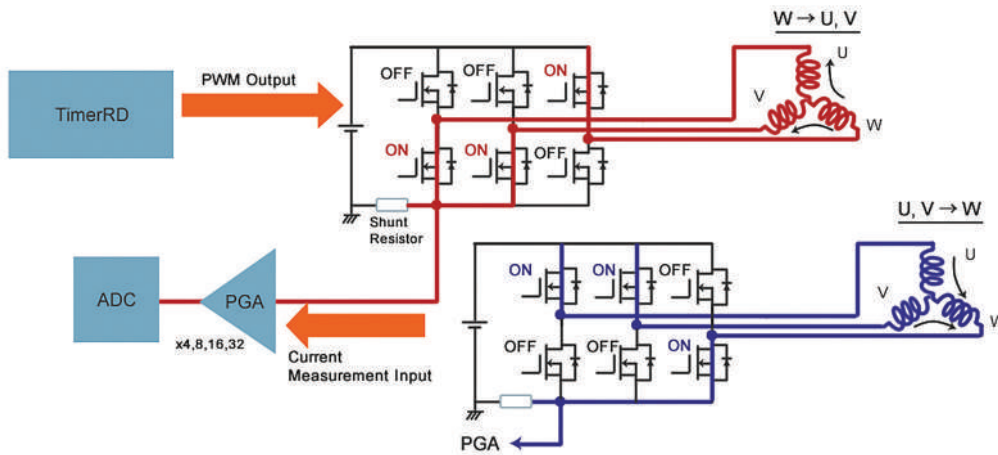 W → U, V
U
V
W
OFF
OFF
ON
PWM Output
TimerRD
ON
ON
OFF
Shunt
Resistor
U, V → W
U
V
W
ON
ON
OFF
ADC
PGA
x4,8,16,32
Current
Measurement Input
OFF
OFF
ON
PGA